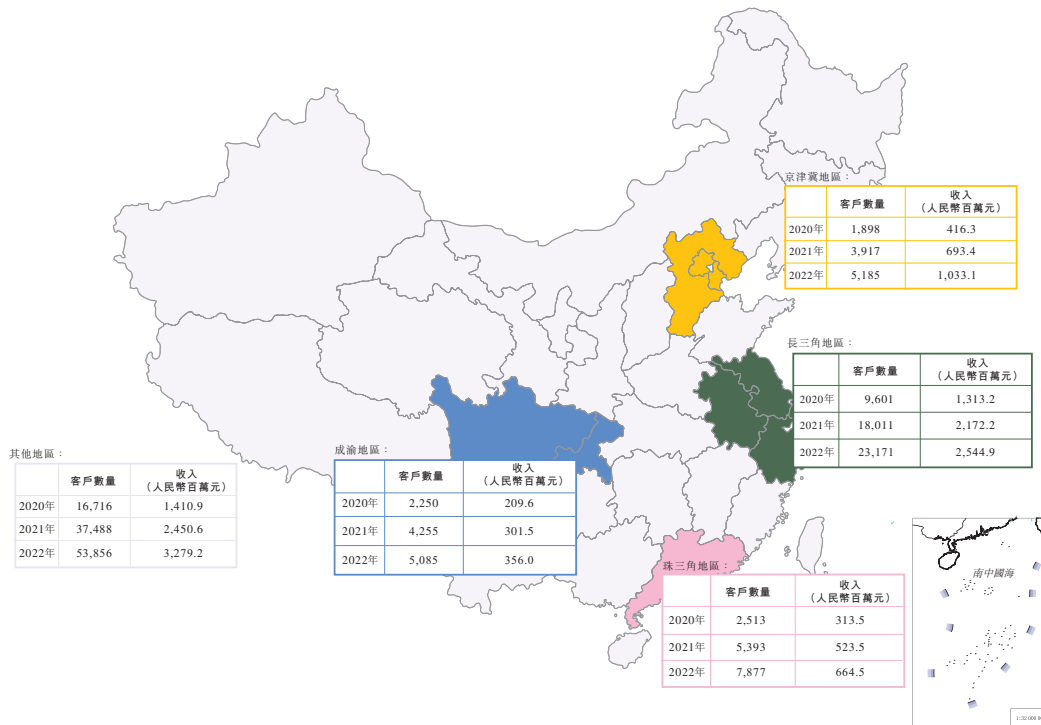 京津冀地區：
客戶數量 收入
（人民幣百萬元）
2020年 1,898 416.3
2021年 3,917 693.4
2022年 5,185 1,033.1
長三角地區：
客戶數量 收入
（人民幣百萬元）
2020年 9,601 1,313.2
2021年 18,011 2,172.2
2022年 23,171 2,544.9
其他地區：
客戶數量 收入
（人民幣百萬元）
2020年 16,716 1,410.9
2021年 37,488 2,450.6
2022年 53,856 3,279.2
成渝地區：
客戶數量 收入
（人民幣百萬元）
2020年 2,250 209.6
2021年 4,255 301.5
2022年 5,085 356.0
珠三角地區：
客戶數量 收入
（人民幣百萬元）
2020年 2,513 313.5
2021年 5,393 523.5
2022年 7,877 664.5
南中國海